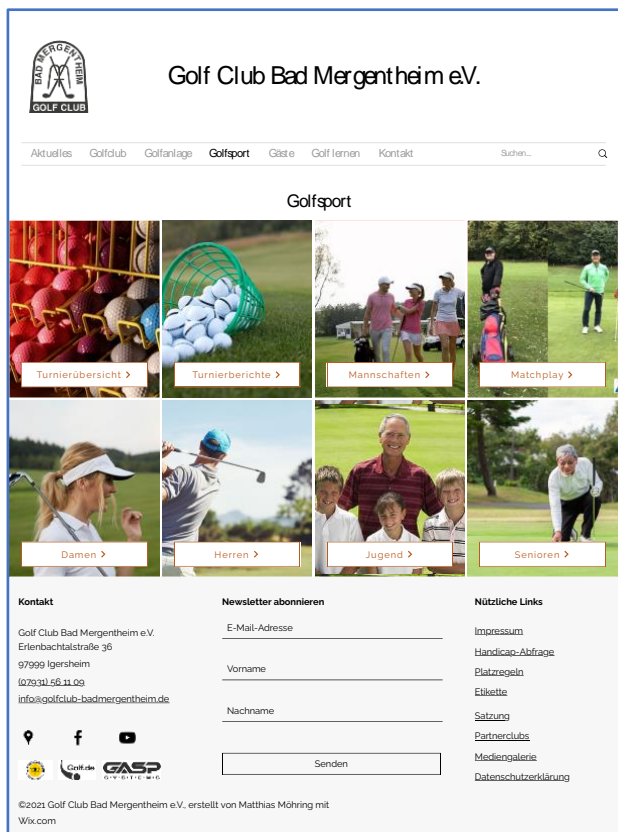 BAD MERGENTHEIM
GOLF CLUB
Golf Club Bad Mergentheim e.V.
Aktuelles Golfclub Golfanlage Golfsport Gäste Golf lernen Kontakt Suchen...
Golfsport
Turnierübersicht >
Turnierberichte >
Mannschaften >
Matchplay >
Damen >
Herren >
Jugend >
Senioren >
Kontakt
Golf Club Bad Mergentheim e.V.
Erlenbachtalstraße 36
97999 Igersheim
(07931) 56 11 09
info@golfclub-badmergentheim.de
Golf.de
GASP
SYSTEMS
Newsletter abonnieren
E-Mail-Adresse
Vorname
Nachname
Senden
Nützliche Links
Impressum
Handicap-Abfrage
Platzregeln
Etikette
Satzung
Partnerclubs
Mediengalerie
Datenschutzerklärung
©2021 Golf Club Bad Mergentheim e.V., erstellt von Matthias Möhring mit
Wix.com